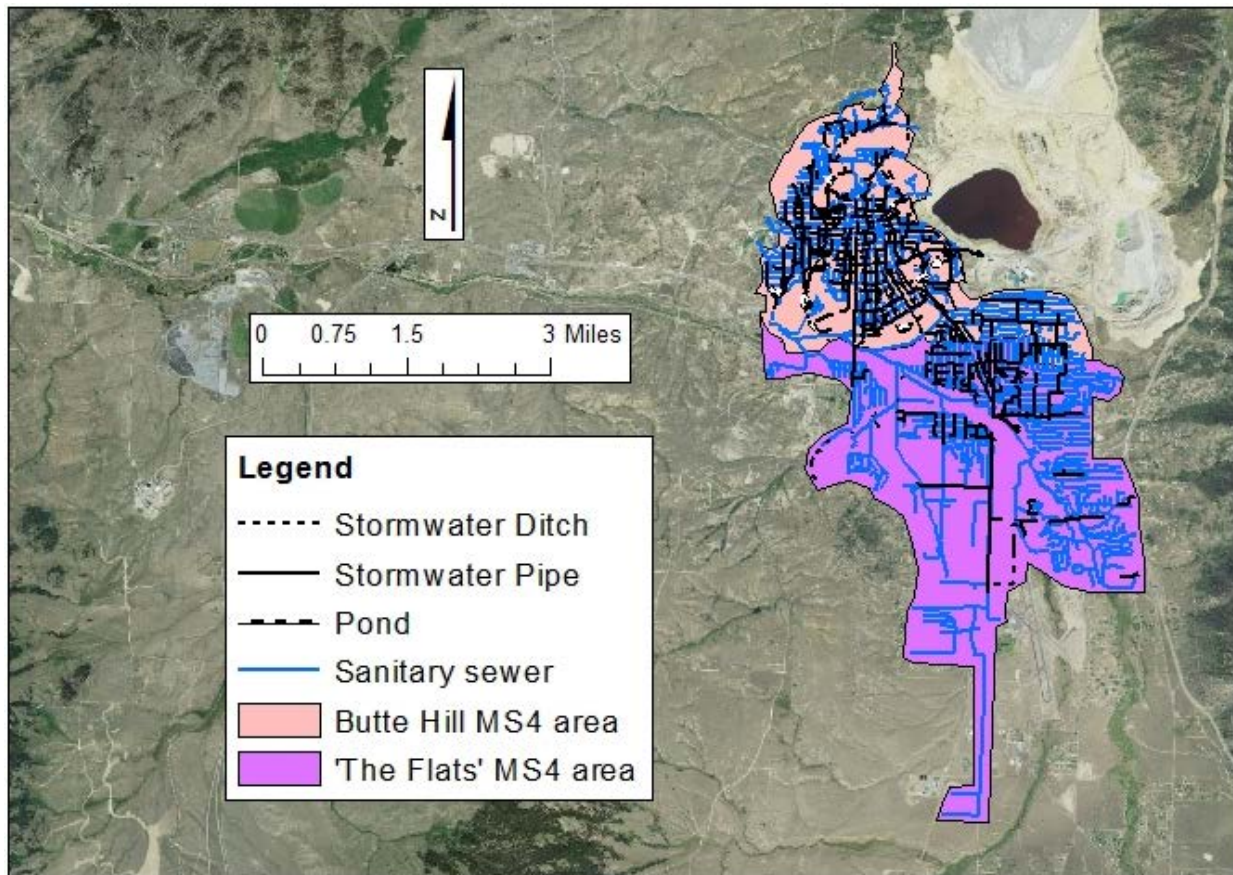 N
0 0.75 1.5 3 Miles
Legend
Stormwater Ditch
Stormwater Pipe
Pond
Sanitary sewer
Butte Hill MS4 area
'The Flats' MS4 area